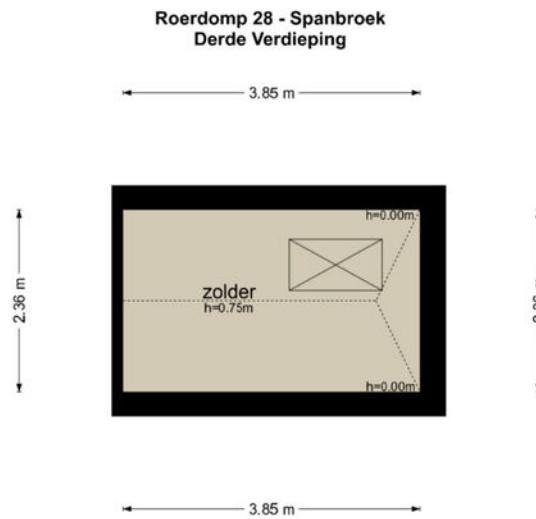 Roerdomp 28 - Spanbroek
Derde Verdieping
3.85 m
h=0.00m
2.36 m
zolder
h=0.75m
h=0.00m
3.85 m